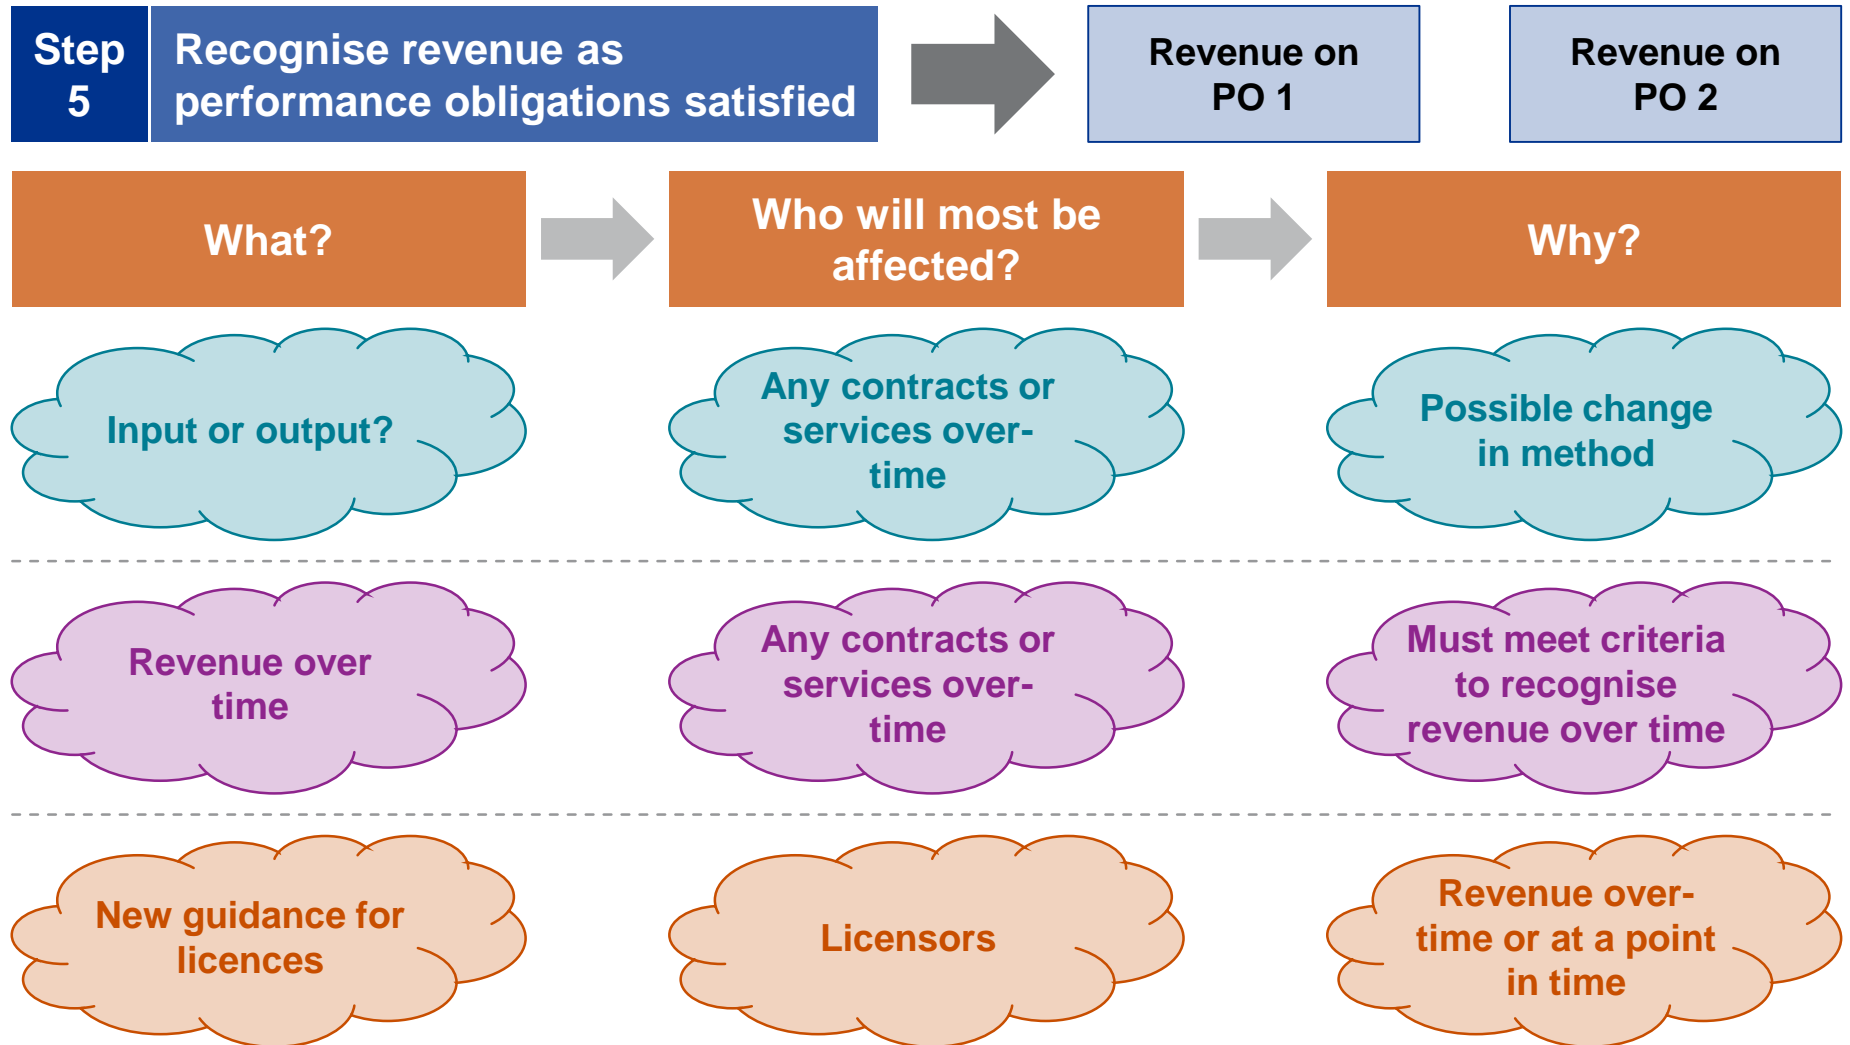 Step
5
Recognise revenue as
performance obligations satisfied
Revenue on
PO 1
Revenue on
PO 2
What?
Who will most be
affected?
Why?
Input or output?
Any contracts or
services over-
time
Possible change
in method
Revenue over
time
Any contracts or
services over-
time
Must meet criteria
to recognise
revenue over time
New guidance for
licences
Licensors
Revenue over-
time or at a point
in time